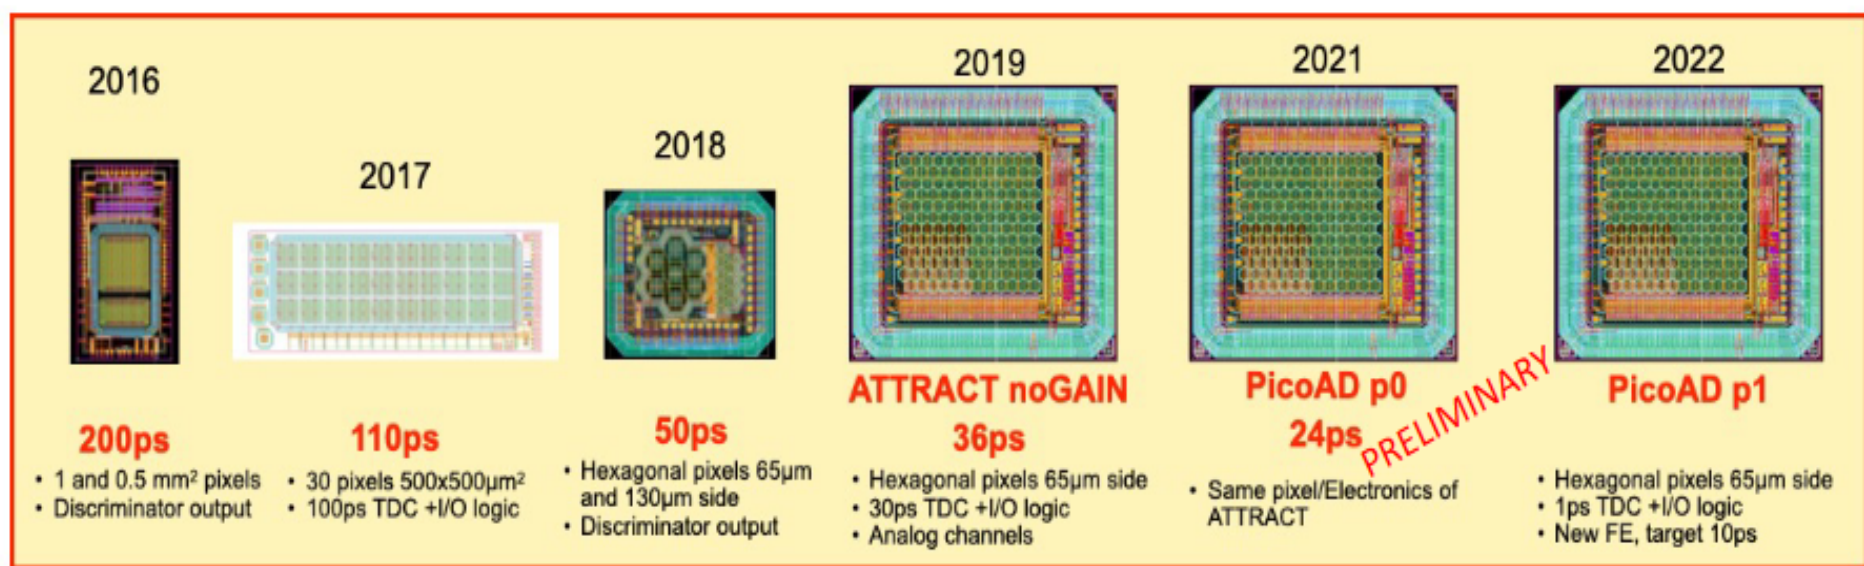 2016
200ps
• 1 and 0.5 mm² pixels
• Discriminator output
2017
110ps
• 30 pixels 500x500µm²
• 100ps TDC +I/O logic
2018
50ps
• Hexagonal pixels 65µm
and 130µm side
• Discriminator output
2019
ATTRACT noGAIN
36ps
• Hexagonal pixels 65µm side
• 30ps TDC +I/O logic
• Analog channels
2021
PicoAD p0
24ps
PRELIMINARY
• Same pixel/Electronics of
ATTRACT
2022
PicoAD p1
• Hexagonal pixels 65µm side
• 1ps TDC +I/O logic
• New FE, target 10ps